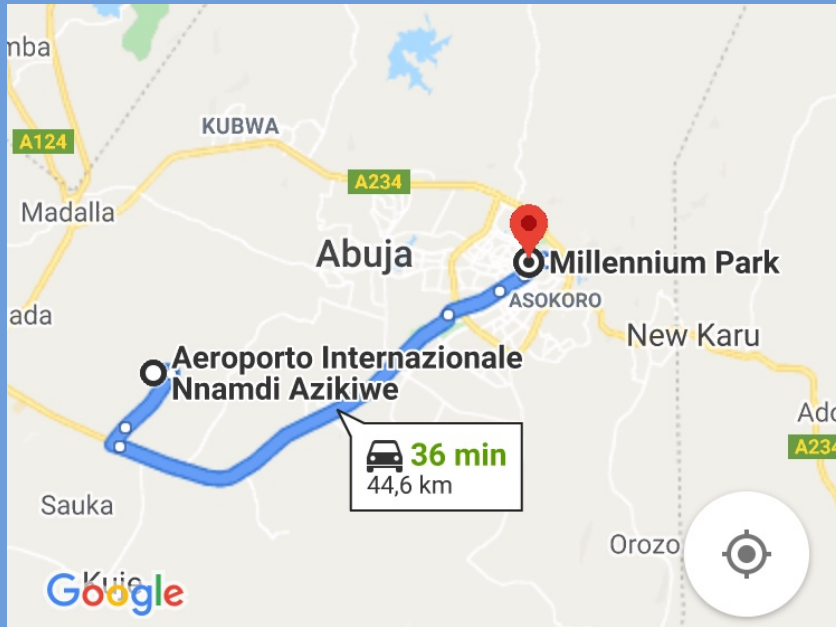 mba
A124
KUBWA
A234
Madalla
Abuja
Millennium Park
ASOKORO
ada
New Karu
Aeroporto Internazionale
Nnamdi Azikiwe
36 min
44,6 km
Ado
A234
Sauka
Orozo
Kuje
Google